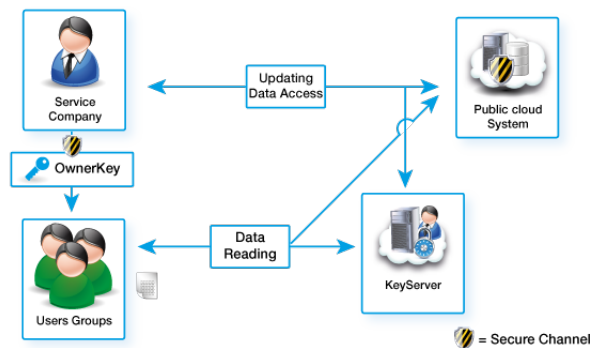 Service
Company
Updating
Data Access
Public cloud
System
OwnerKey
Data
Reading
KeyServer
Users Groups
= Secure Channel